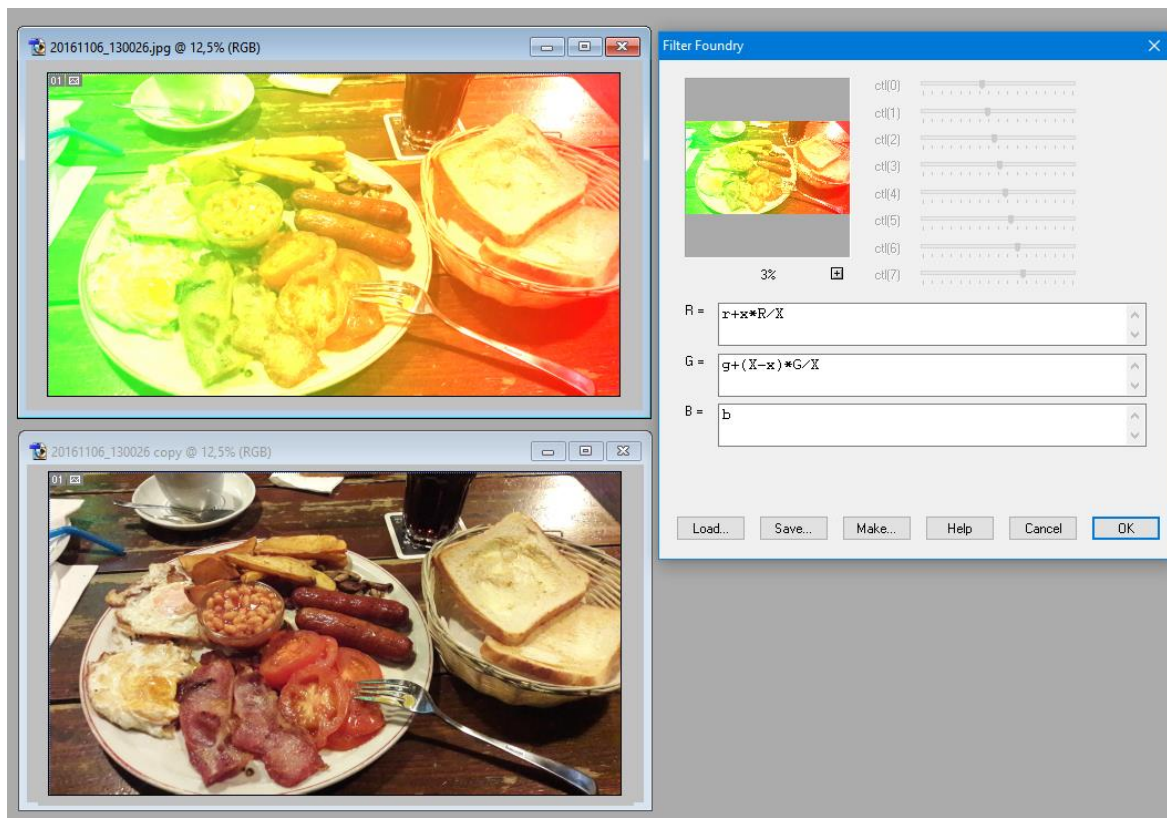 20161106_130026.jpg @ 12,5% (RGB)
01
20161106_130026 copy @ 12,5% (RGB)
01
Filter Foundry
ctl(0)
ctl(1)
ctl(2)
ctl(3)
ctl(4)
ctl(5)
ctl(6)
ctl(7)
3%
R = r+x*R/X
G = g+(X-x)*G/X
B = b
Load... Save... Make... Help Cancel OK